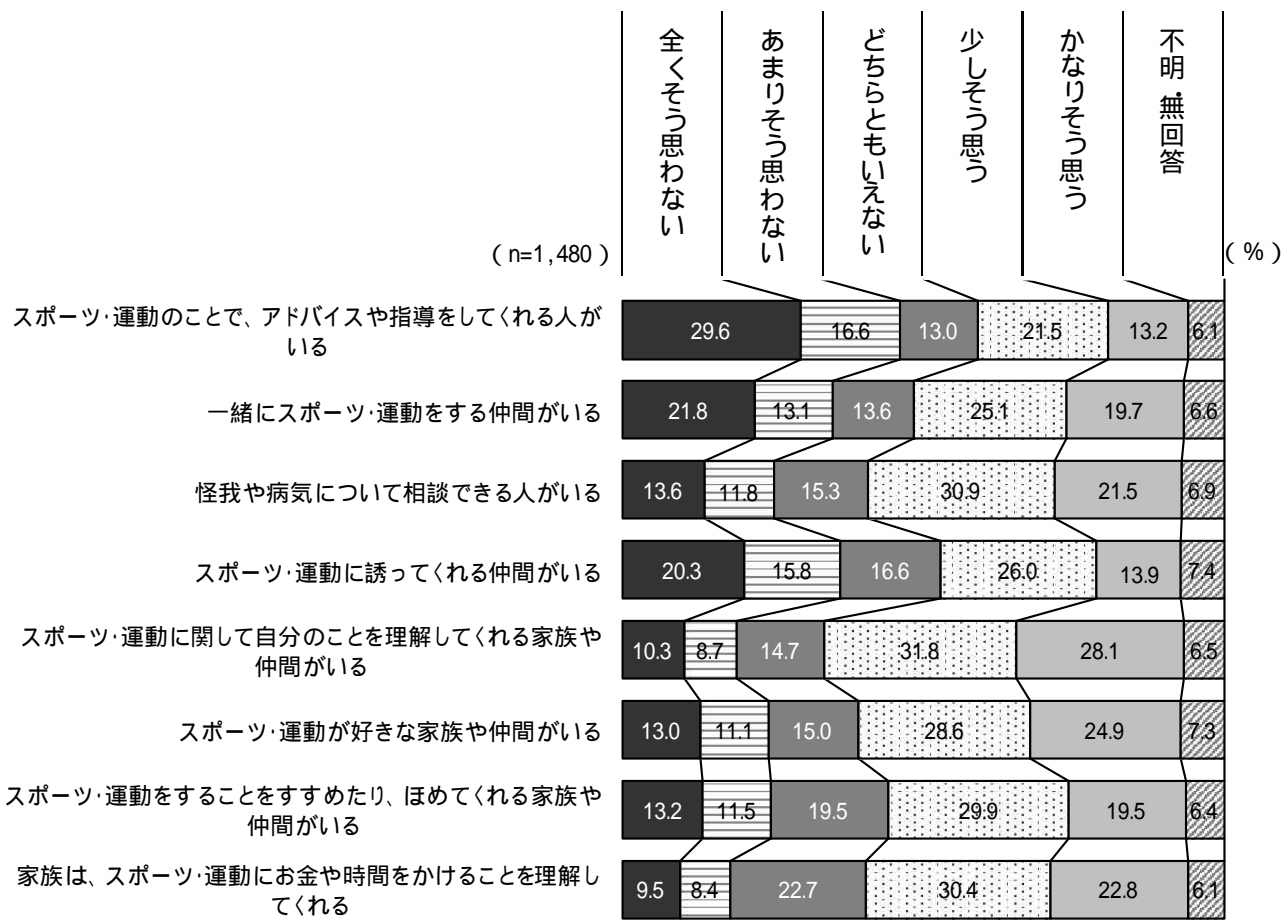 全くそう思わない
あまりそう思わない
どちらともいえない
少しそう思う
かなりそう思う
不明・無回答
(n=1,480)
(%)
スポーツ・運動のことで、アドバイスや指導をしてくれる人が
いる
29.6 16.6 13.0 21.5 13.2 6.1
一緒にスポーツ・運動をする仲間がいる
21.8 13.1 13.6 25.1 19.7 6.6
怪我や病気について相談できる人がいる
13.6 11.8 15.3 30.9 21.5 6.9
スポーツ・運動に誘ってくれる仲間がいる
20.3 15.8 16.6 26.0 13.9 7.4
スポーツ・運動に関して自分のことを理解してくれる家族や
仲間がいる
10.3 8.7 14.7 31.8 28.1 6.5
スポーツ・運動が好きな家族や仲間がいる
13.0 11.1 15.0 28.6 24.9 7.3
スポーツ・運動をすることをすすめたり、ほめてくれる家族や
仲間がいる
13.2 11.5 19.5 29.9 19.5 6.4
家族は、スポーツ・運動にお金や時間をかけることを理解し
てくれる
9.5 8.4 22.7 30.4 22.8 6.1